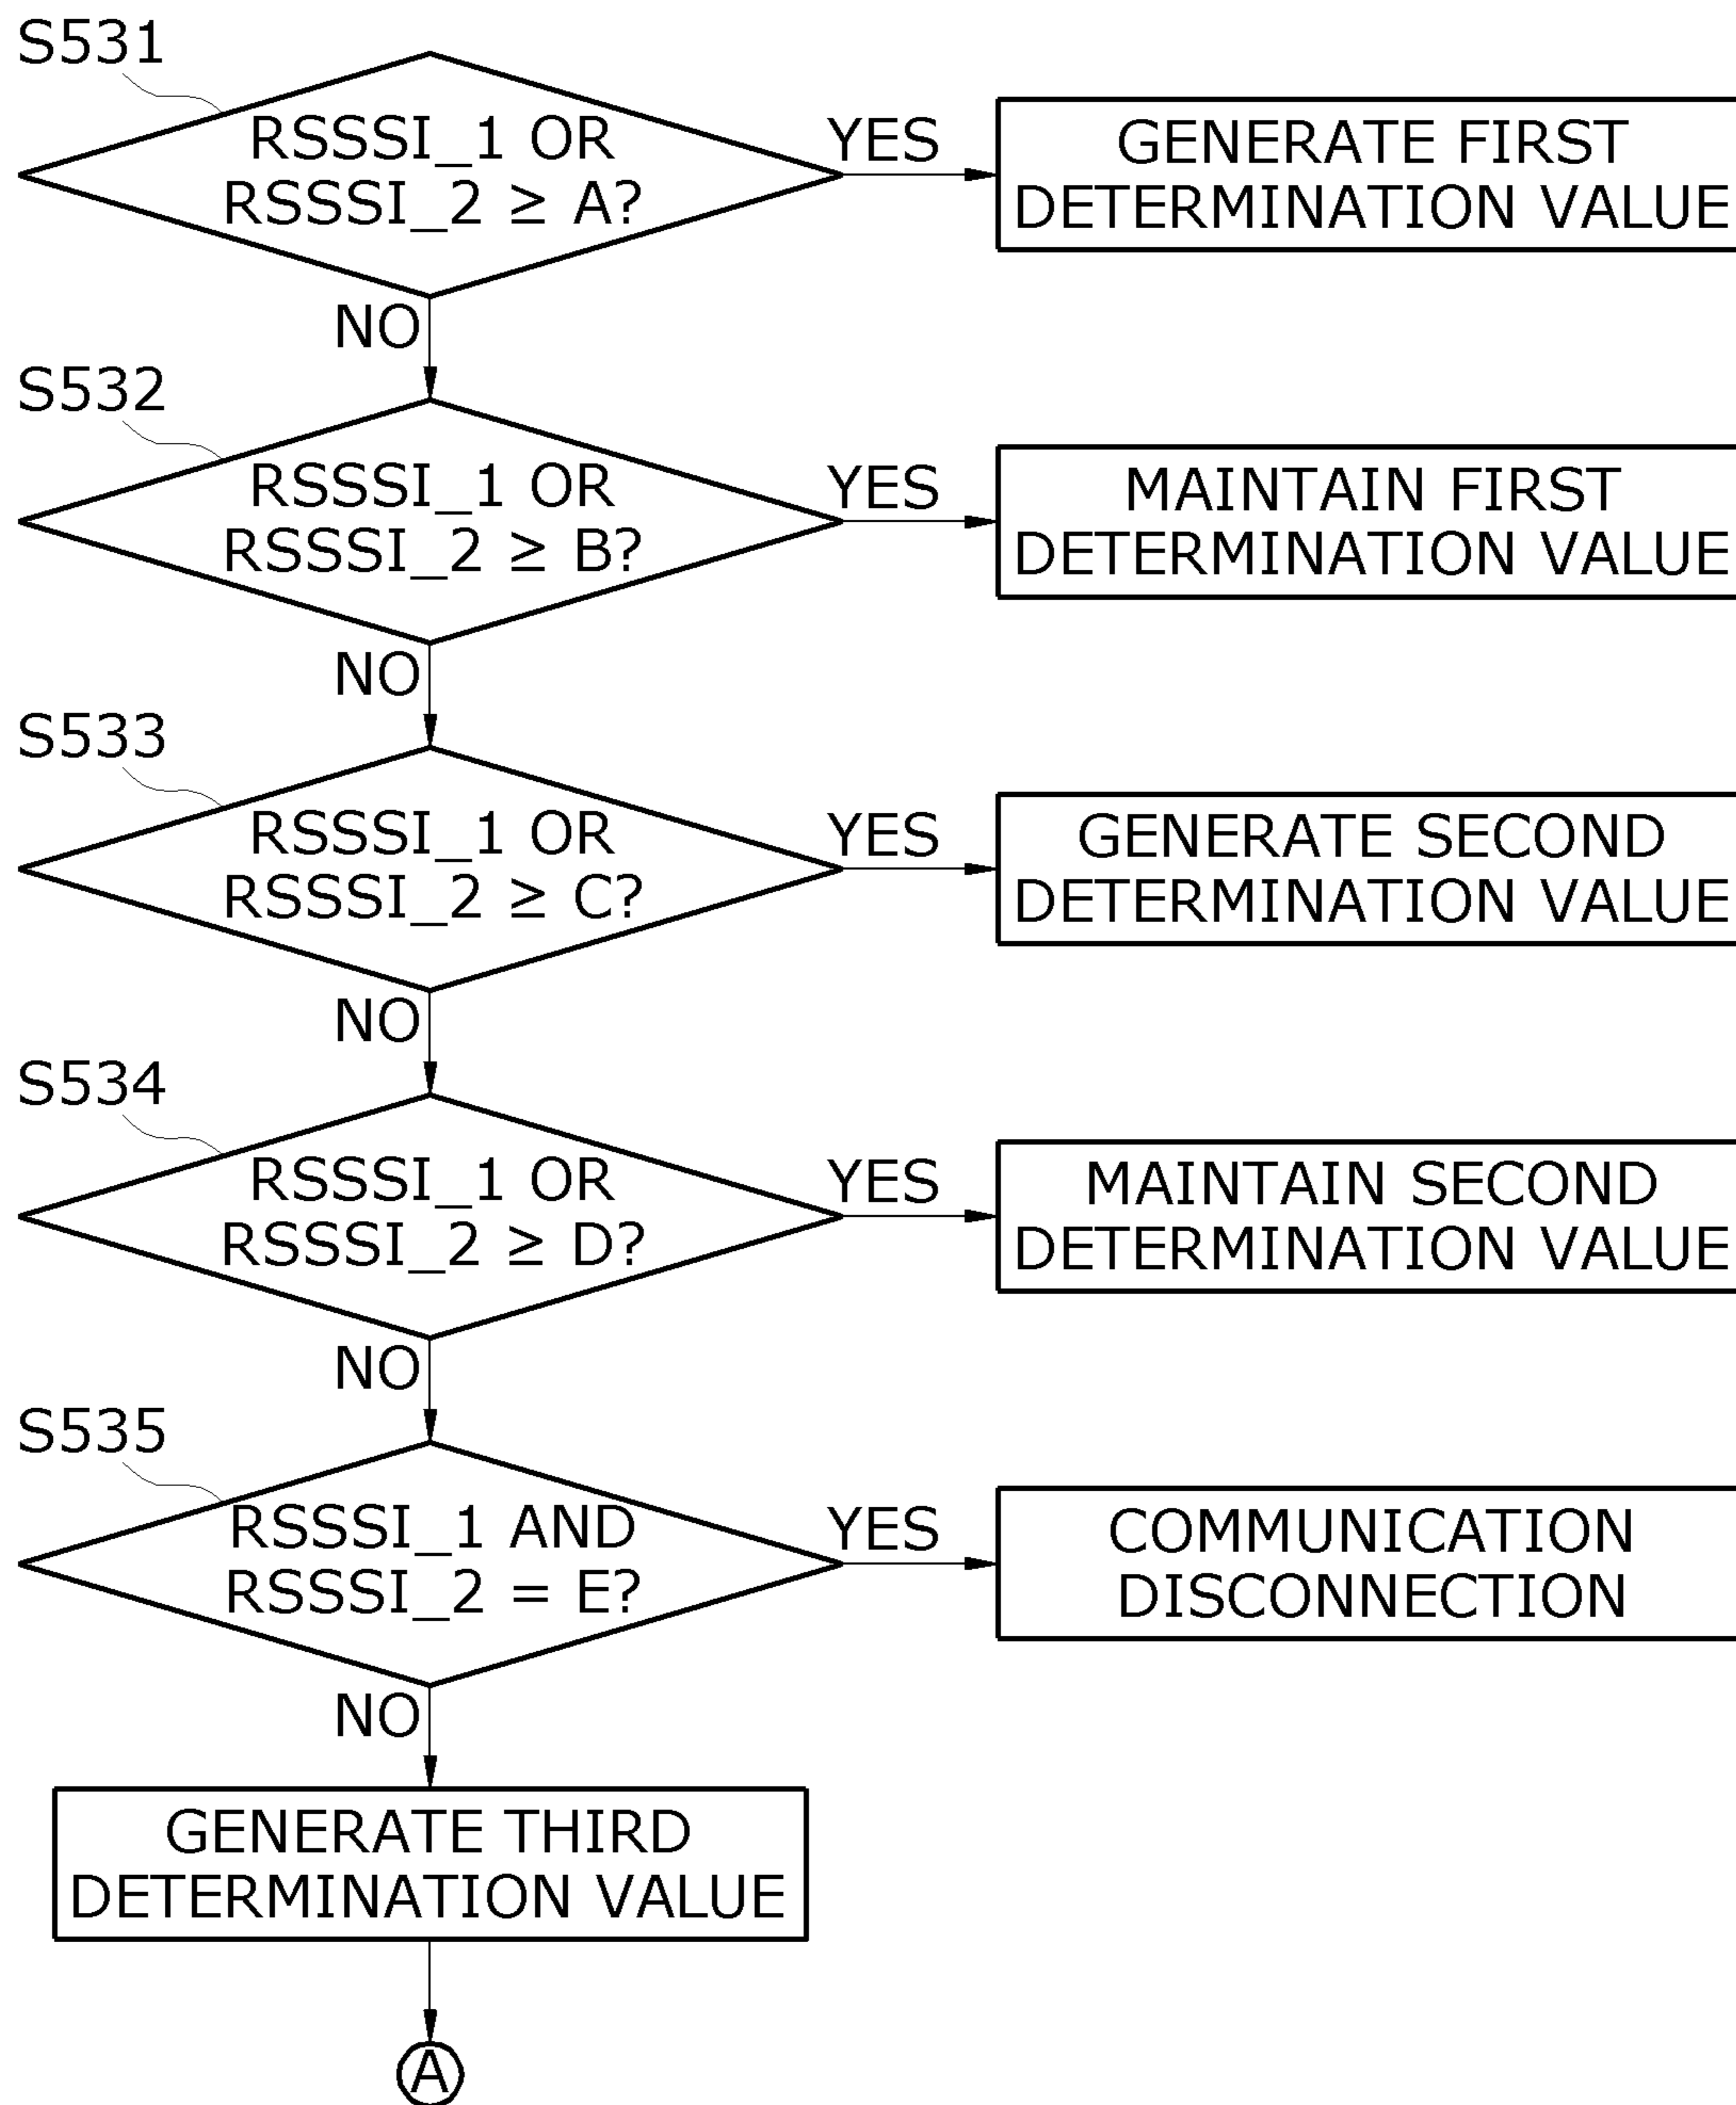 S531
RSSSI_1 OR
RSSSI_2 ≥ A?
YES
GENERATE FIRST
DETERMINATION VALUE
NO
S532
RSSSI_1 OR
RSSSI_2 ≥ B?
YES
MAINTAIN FIRST
DETERMINATION VALUE
NO
S533
RSSSI_1 OR
RSSSI_2 ≥ C?
YES
GENERATE SECOND
DETERMINATION VALUE
NO
S534
RSSSI_1 OR
RSSSI_2 ≥ D?
YES
MAINTAIN SECOND
DETERMINATION VALUE
NO
S535
RSSSI_1 AND
RSSSI_2 = E?
YES
COMMUNICATION
DISCONNECTION
NO
GENERATE THIRD
DETERMINATION VALUE
A